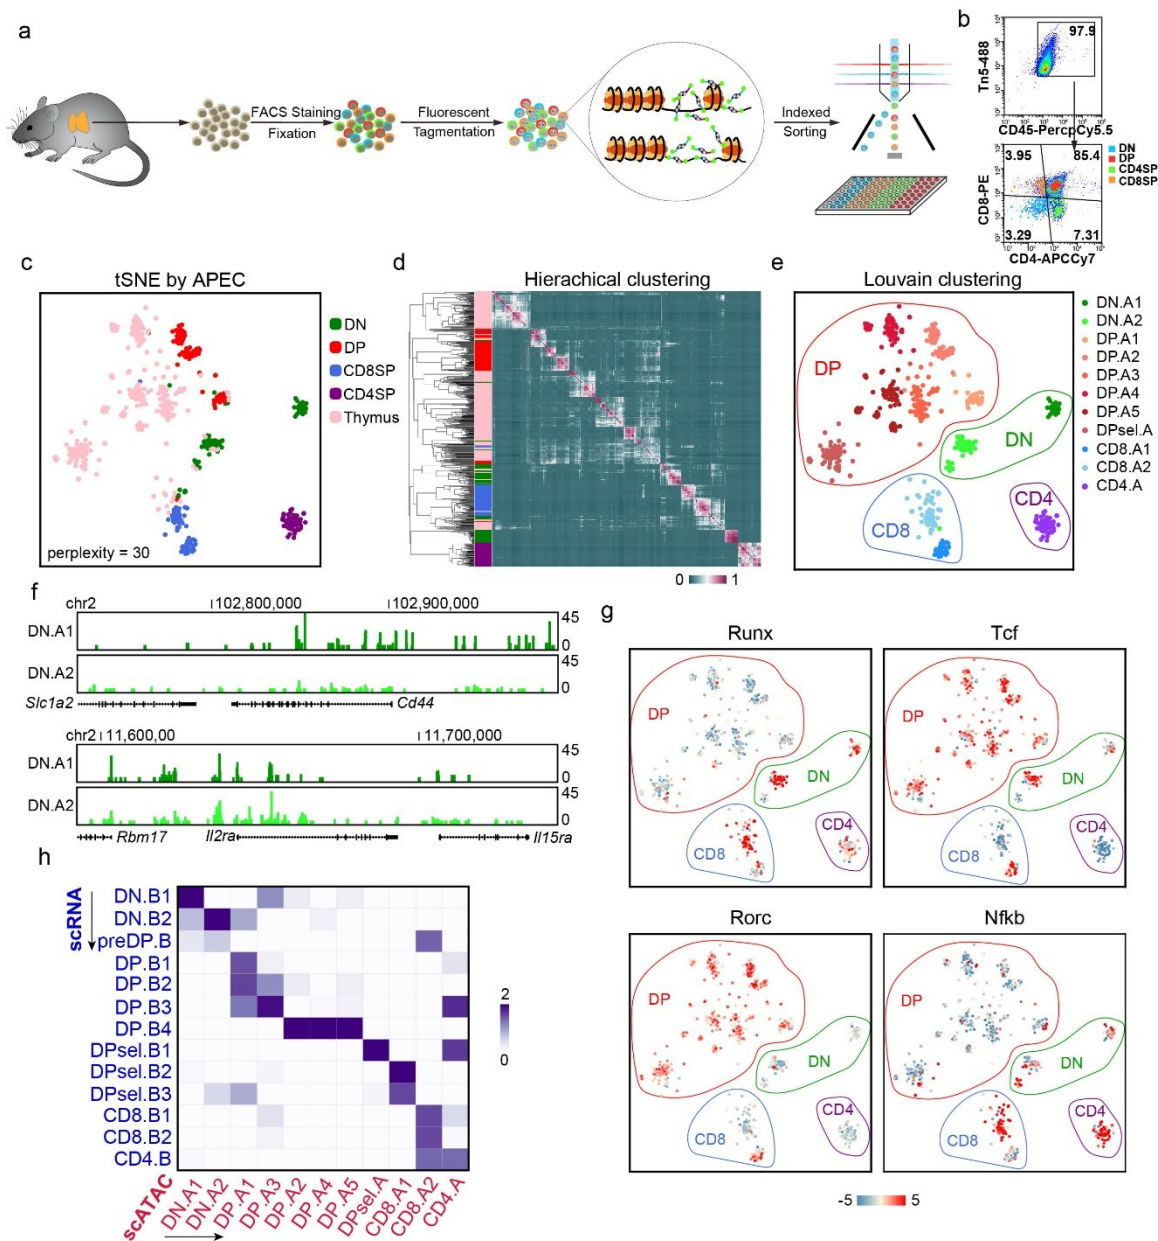 a
FACS Staining
Fixation
Fluorescent
Tagmentation
Indexed
Sorting
b
97.9
Tn5-488
CD45-PercpCy5.5
3.95
85.4
3.29
7.31
CD8-PE
CD4-APCCy7
DN
DP
CD4SP
CD8SP
c
tSNE by APEC
DN
DP
CD8SP
CD4SP
Thymus
perplexity = 30
d
Hierachical clustering
0
1
e
Louvain clustering
DP
DN
CD8
CD4
DN.A1
DN.A2
DP.A1
DP.A2
DP.A3
DP.A4
DP.A5
DPsel.A
CD8.A1
CD8.A2
CD4.A
f
chr2
102,800,000
102,900,000
DN.A1
45
0
DN.A2
45
0
Slc1a2
Cd44
chr2
11,600,00
11,700,000
DN.A1
45
0
DN.A2
45
0
Rbm17
Il2ra
Il15ra
g
Runx
DP
DN
CD8
CD4
Tcf
DP
DN
CD8
CD4
Rorc
DP
DN
CD8
CD4
Nfkb
DP
DN
CD8
CD4
-5
5
h
scRNA
DN.B1
DN.B2
preDP.B
DP.B1
DP.B2
DP.B3
DP.B4
DPsel.B1
DPsel.B2
DPsel.B3
CD8.B1
CD8.B2
CD4.B
2
0
scATAC
DN.A1
DN.A2
DP.A1
DP.A3
DP.A2
DP.A4
DP.A5
DPsel.A
CD8.A1
CD8.A2
CD4.A